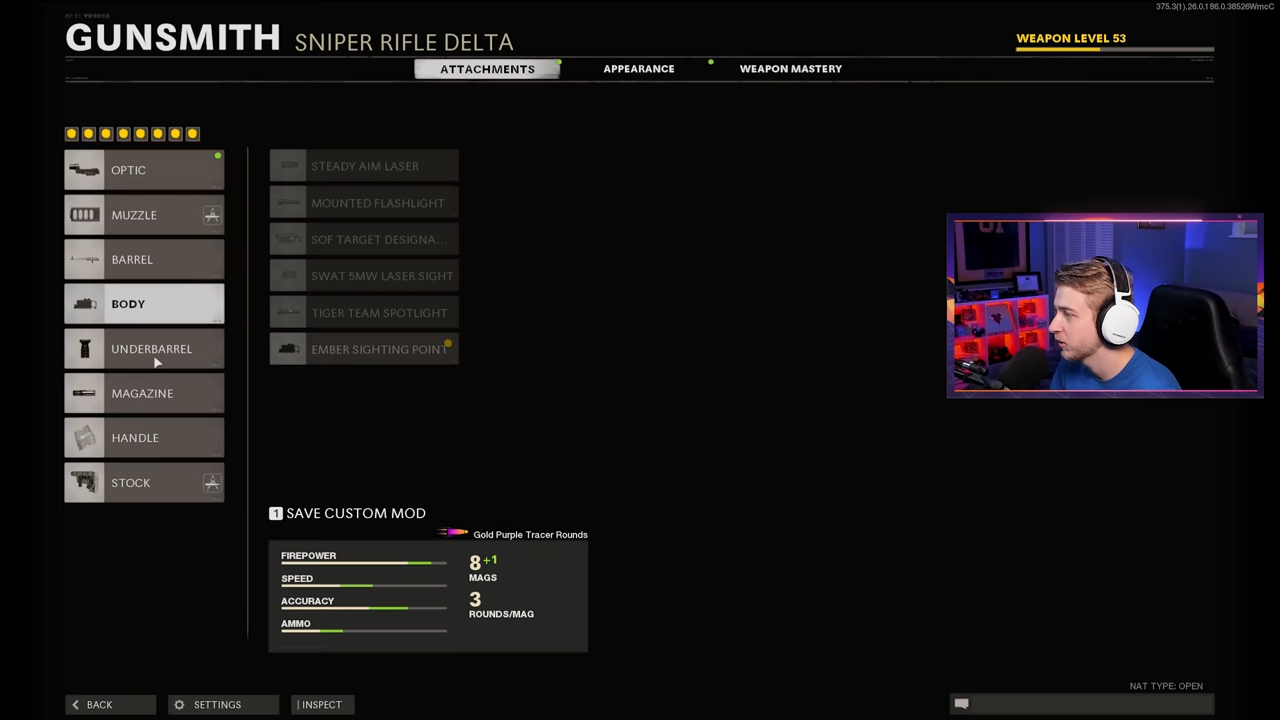 375.3(1).26.0.186.0.38526WmcC
GUNSMITH SNIPER RIFLE DELTA
WEAPON LEVEL 53
ATTACHMENTS
APPEARANCE
WEAPON MASTERY
OPTIC
MUZZLE
BARREL
BODY
UNDERBARREL
MAGAZINE
HANDLE
STOCK
STEADY AIM LASER
MOUNTED FLASHLIGHT
SOF TARGET DESIGNA...
SWAT 5MW LASER SIGHT
TIGER TEAM SPOTLIGHT
EMBER SIGHTING POINT
1 SAVE CUSTOM MOD
Gold Purple Tracer Rounds
FIREPOWER
SPEED
ACCURACY
AMMO
8 +1
MAGS
3
ROUNDS/MAG
NAT TYPE: OPEN
BACK
SETTINGS
INSPECT